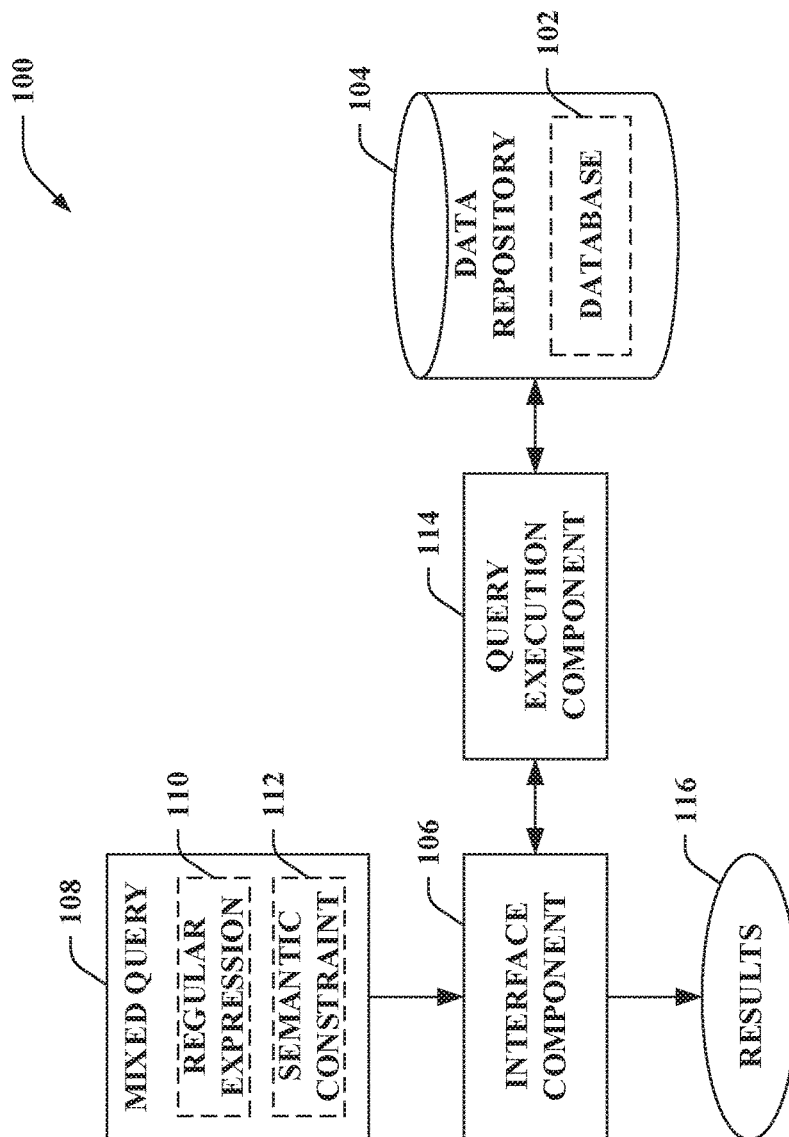 100
108
MIXED QUERY
110
REGULAR
EXPRESSION
112
SEMANTIC
CONSTRAINT
106
INTERFACE
COMPONENT
114
QUERY
EXECUTION
COMPONENT
104
DATA
REPOSITORY
102
DATABASE
116
RESULTS